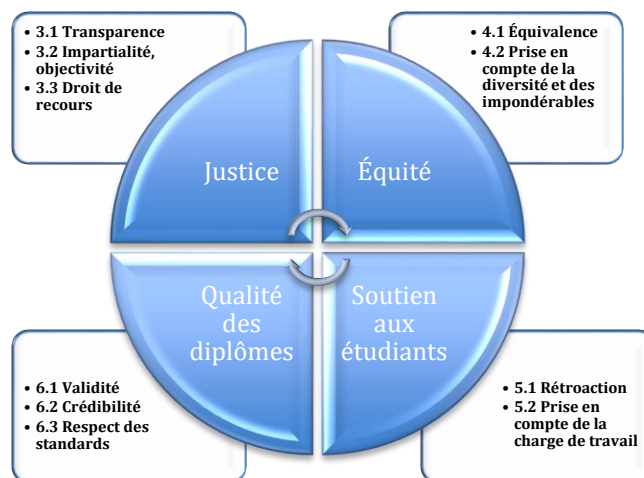 • 3.1 Transparence
• 3.2 Impartialité,
objectivité
• 3.3 Droit de
recours
• 4.1 Équivalence
• 4.2 Prise en
compte de la
diversité et des
impondérables
Justice
Équité
Qualité
des
diplômes
Soutien
aux
étudiants
• 6.1 Validité
• 6.2 Crédibilité
• 6.3 Respect des
standards
• 5.1 Rétroaction
• 5.2 Prise en
compte de la
charge de travail